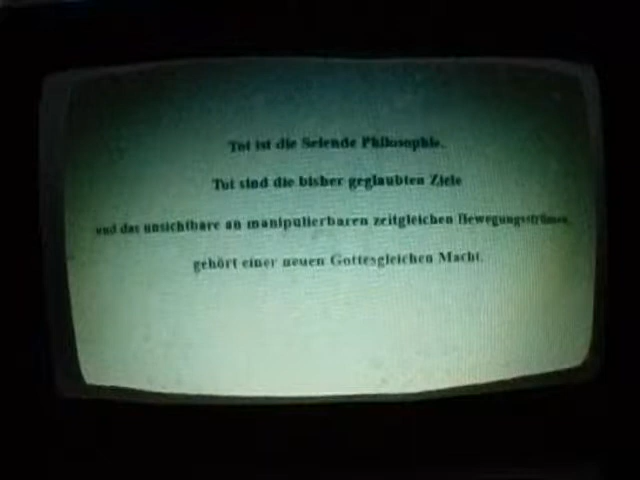 Tot ist die Seiende Philosophie.
Tot sind die bisher geglaubten Ziele
und das unsichtbare an manipulierbaren zeitgleichen Bewegungsströmen,
gehört einer neuen Gottesgleichen Macht.